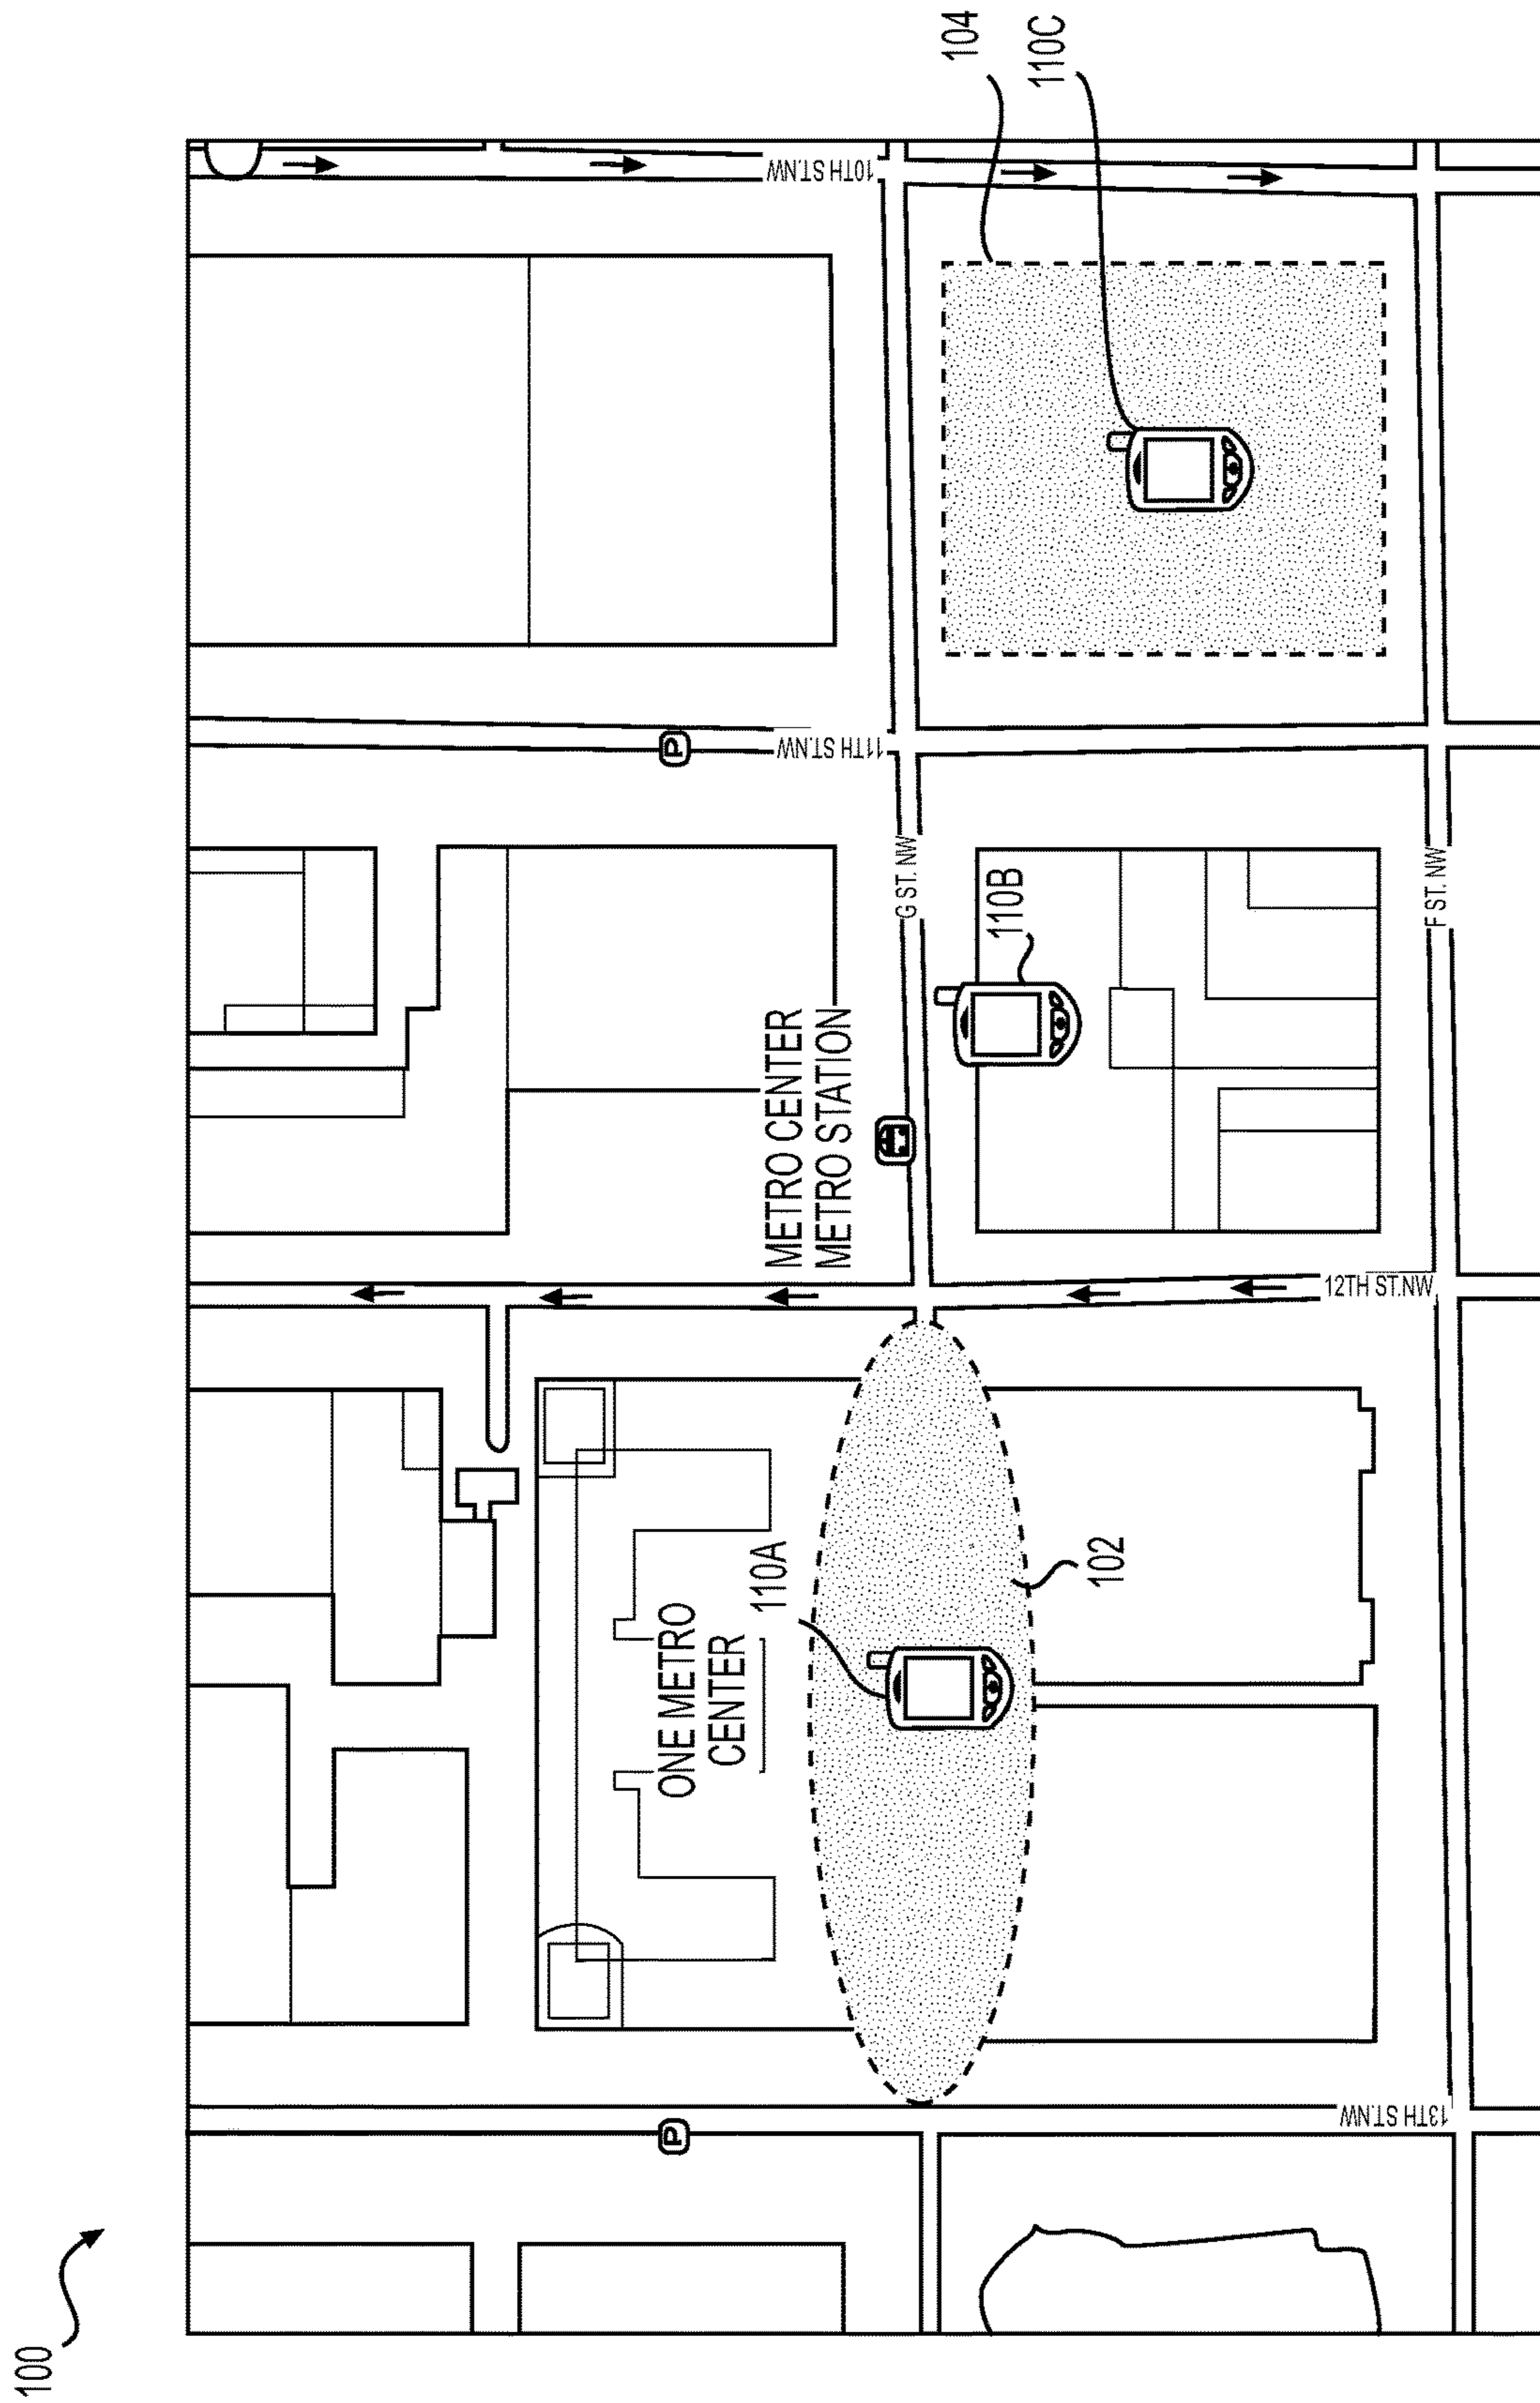 100
104
110C
10TH ST.NW
P
11TH ST.NW
G ST. NW
F ST. NW
110B
METRO CENTER
METRO STATION
12TH ST.NW
ONE METRO
CENTER
110A
102
P
13TH ST.NW